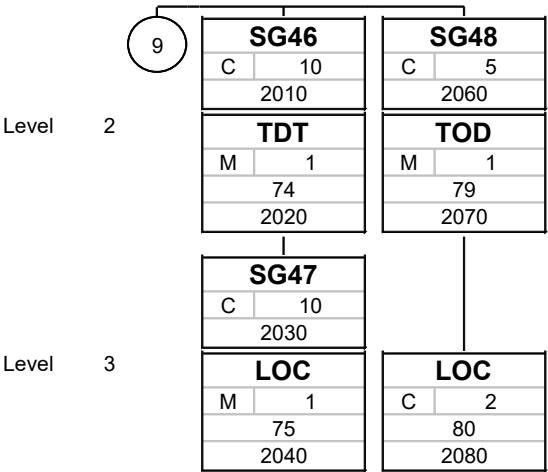 9
SG46 SG48
C 10 C 5
2010 2060
Level 2
TDT TOD
M 1 M 1
74 79
2020 2070
SG47
C 10
2030
Level 3
LOC LOC
M 1 C 2
75 80
2040 2080